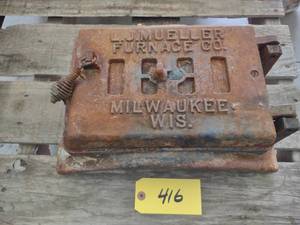 L.J.MUELLER
FURNACE CO.
MILWAUKEE.
WIS.
416